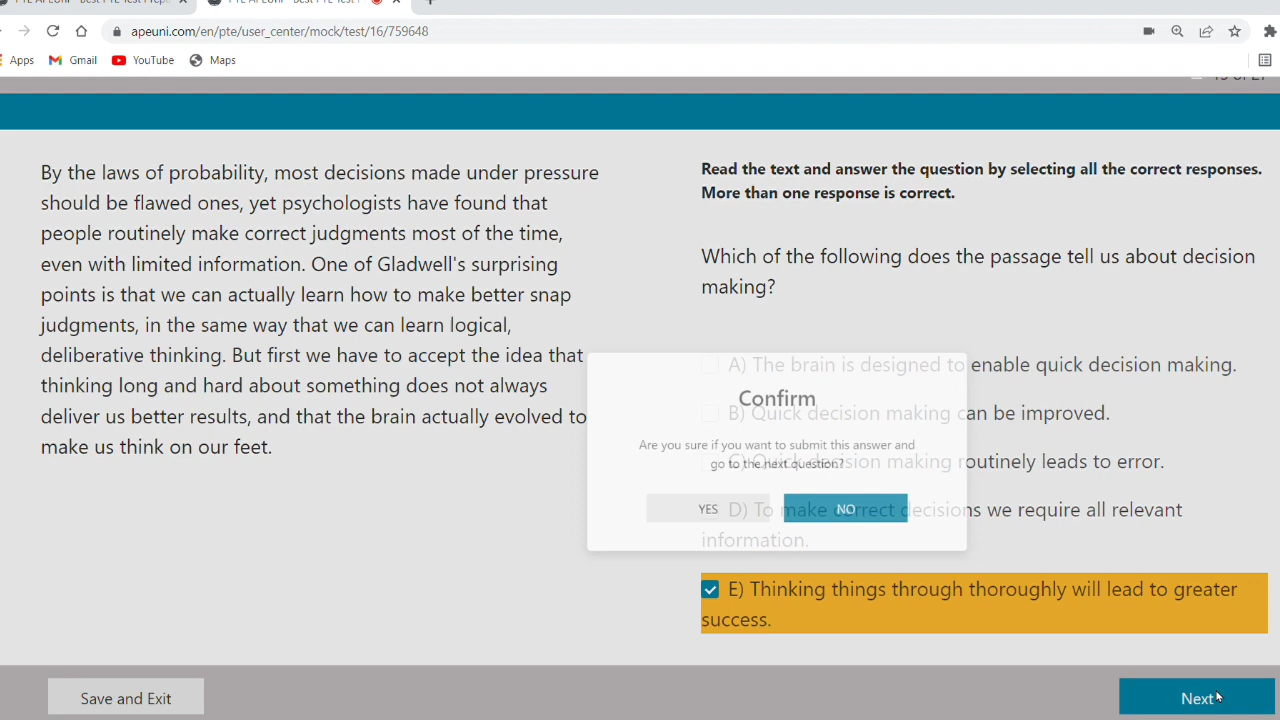 apeuni.com/en/pte/user_center/mock/test/16/759648
Apps Gmail YouTube Maps
By the laws of probability, most decisions made under pressure
should be flawed ones, yet psychologists have found that
people routinely make correct judgments most of the time,
even with limited information. One of Gladwell's surprising
points is that we can actually learn how to make better snap
judgments, in the same way that we can learn logical,
deliberative thinking. But first we have to accept the idea that
thinking long and hard about something does not always
deliver us better results, and that the brain actually evolved to
make us think on our feet.
Read the text and answer the question by selecting all the correct responses.
More than one response is correct.
Which of the following does the passage tell us about decision
making?
A) The brain is designed to enable quick decision making.
B) Quick decision making can be improved.
C) Quick decision making routinely leads to error.
D) To make correct decisions we require all relevant
information.
E) Thinking things through thoroughly will lead to greater
success.
Confirm
Are you sure if you want to submit this answer and
go to the next question?
YES NO
Save and Exit
Next